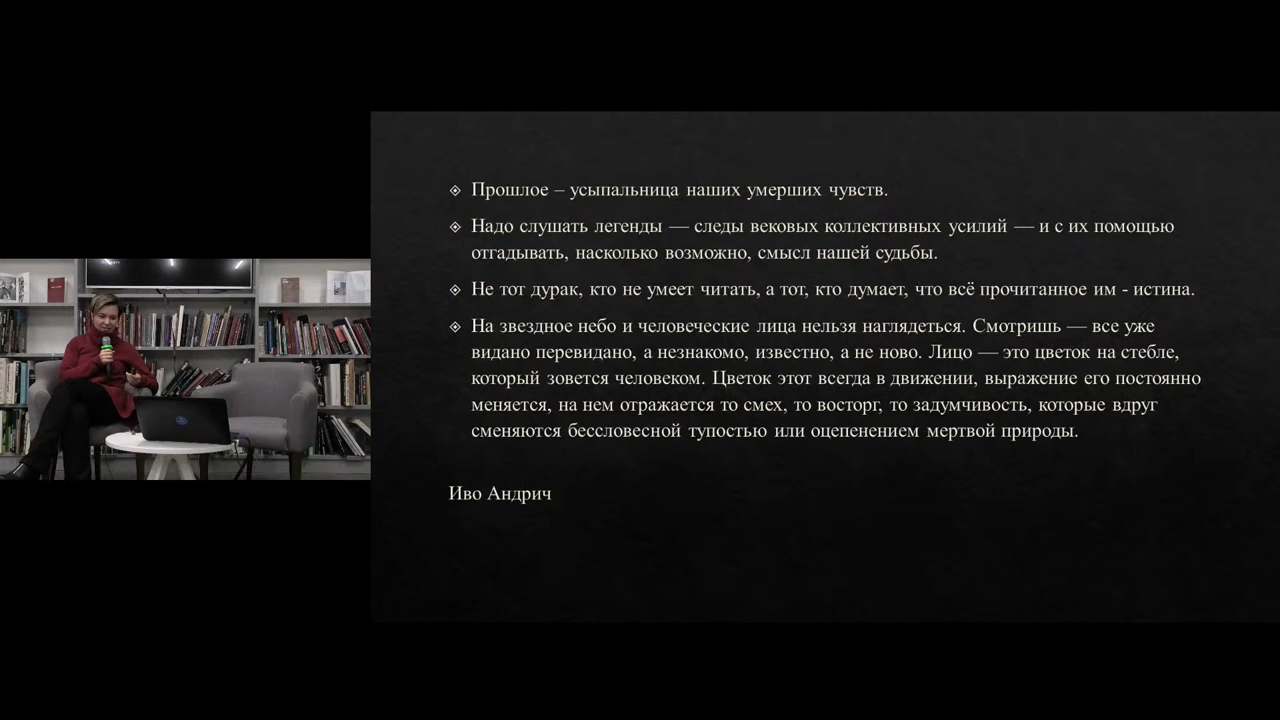 Прошлое – усыпальница наших умерших чувств.
Надо слушать легенды — следы вековых коллективных усилий — и с их помощью
отгадывать, насколько возможно, смысл нашей судьбы.
Не тот дурак, кто не умеет читать, а тот, кто думает, что всё прочитанное им - истина.
На звездное небо и человеческие лица нельзя наглядеться. Смотришь — все уже
видано перевидано, а незнакомо, известно, а не ново. Лицо — это цветок на стебле,
который зовется человеком. Цветок этот всегда в движении, выражение его постоянно
меняется, на нем отражается то смех, то восторг, то задумчивость, которые вдруг
сменяются бессловесной тупостью или оцепенением мертвой природы.
Иво Андрич